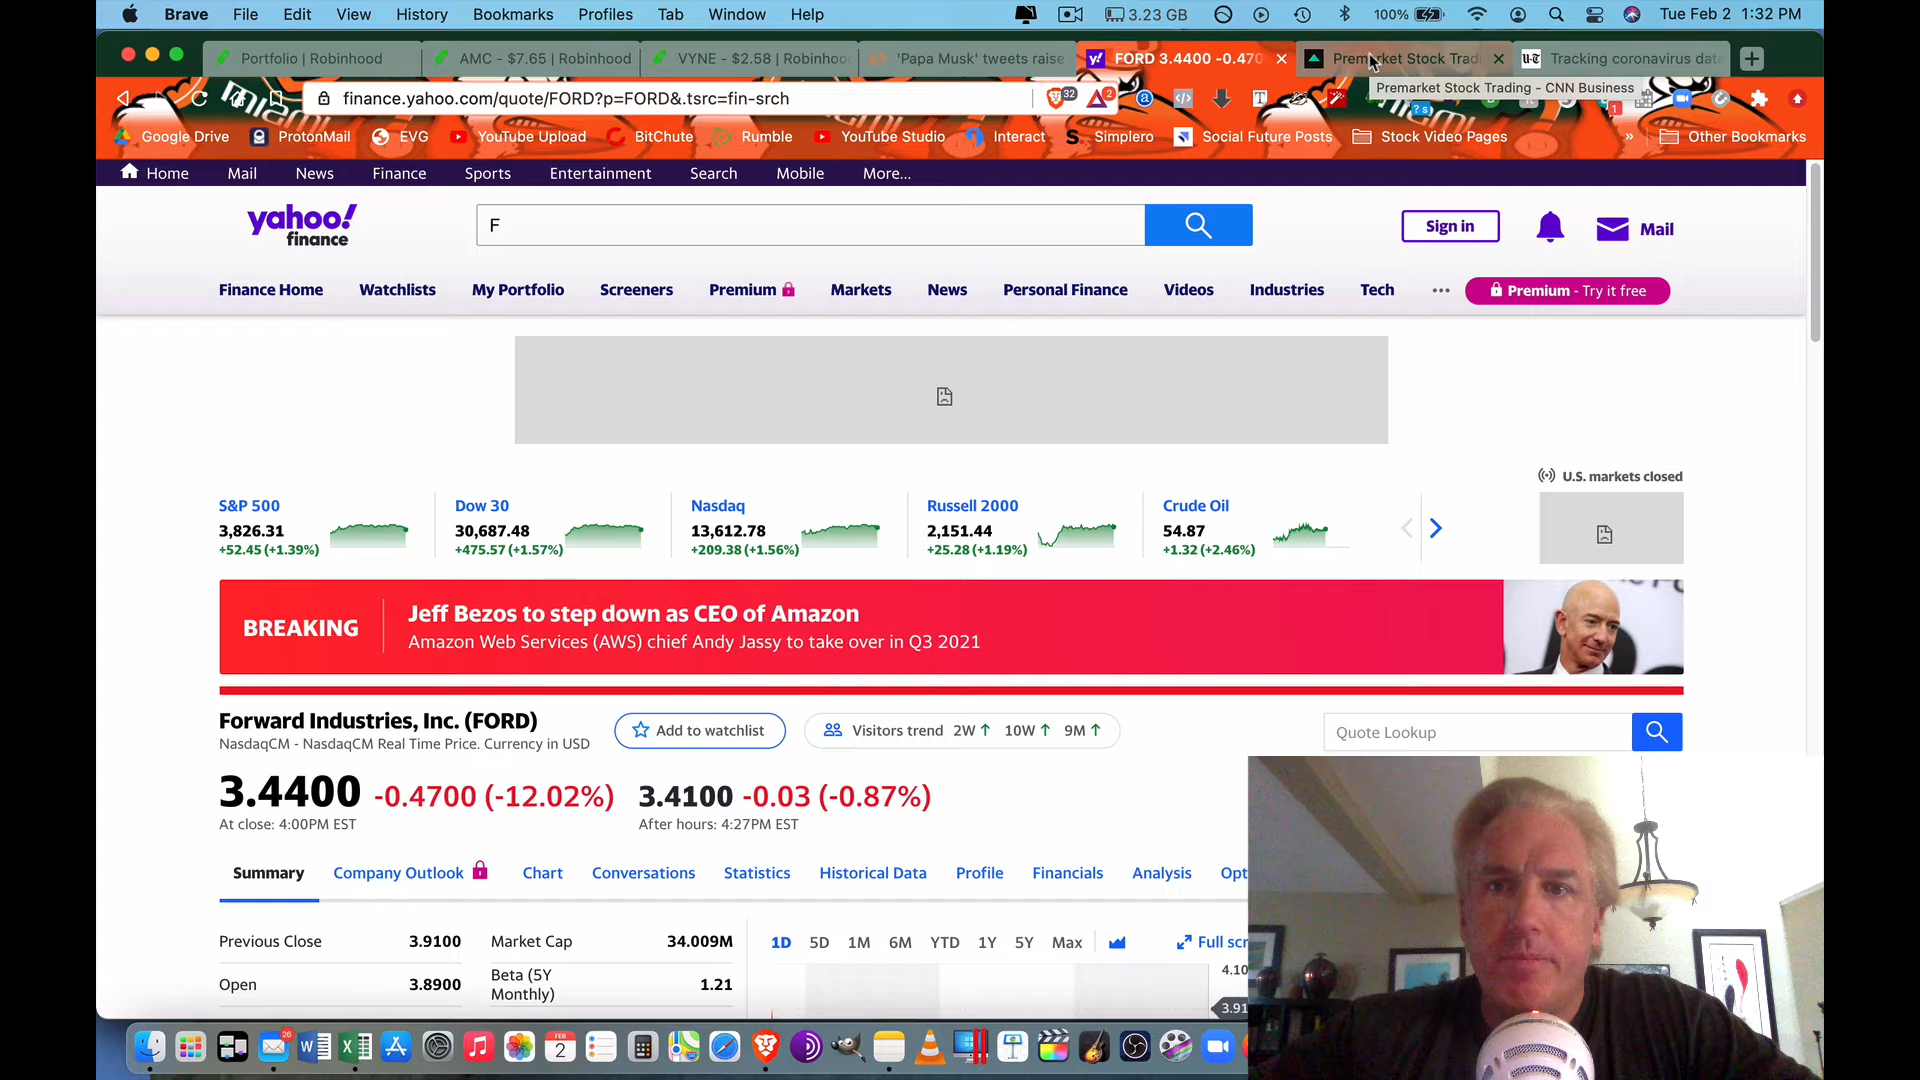 Brave File Edit View History Bookmarks Profiles Tab Window Help 3.23 GB 100% Tue Feb 2 1:32 PM
Portfolio | Robinhood AMC - $7.65 | Robinhood VYNE - $2.58 | Robinhoo 'Papa Musk' tweets raise FORD 3.4400 -0.470 Premarket Stock Tradi Tracking coronavirus data
finance.yahoo.com/quote/FORD?p=FORD&.tsrc=fin-srch 32 2
Premarket Stock Trading - CNN Business
Google Drive ProtonMail EVG YouTube Upload BitChute Rumble YouTube Studio Interact Simplero Social Future Posts Stock Video Pages » Other Bookmarks
Home Mail News Finance Sports Entertainment Search Mobile More...
yahoo!
finance
F
Sign in
Mail
Finance Home Watchlists My Portfolio Screeners Premium Markets News Personal Finance Videos Industries Tech ... Premium - Try it free
U.S. markets closed
S&P 500 Dow 30 Nasdaq Russell 2000 Crude Oil
3,826.31 30,687.48 13,612.78 2,151.44 54.87
+52.45 (+1.39%) +475.57 (+1.57%) +209.38 (+1.56%) +25.28 (+1.19%) +1.32 (+2.46%)
BREAKING
Jeff Bezos to step down as CEO of Amazon
Amazon Web Services (AWS) chief Andy Jassy to take over in Q3 2021
Forward Industries, Inc. (FORD)
NasdaqCM - NasdaqCM Real Time Price. Currency in USD
Add to watchlist
Visitors trend 2W 10W 9M
Quote Lookup
3.4400 -0.4700 (-12.02%) 3.4100 -0.03 (-0.87%)
At close: 4:00PM EST After hours: 4:27PM EST
Summary Company Outlook Chart Conversations Statistics Historical Data Profile Financials Analysis Opt
Previous Close 3.9100 Market Cap 34.009M
Open 3.8900 Beta (5Y Monthly) 1.21
1D 5D 1M 6M YTD 1Y 5Y Max Full scr
4.10
3.91
26 FEB 2